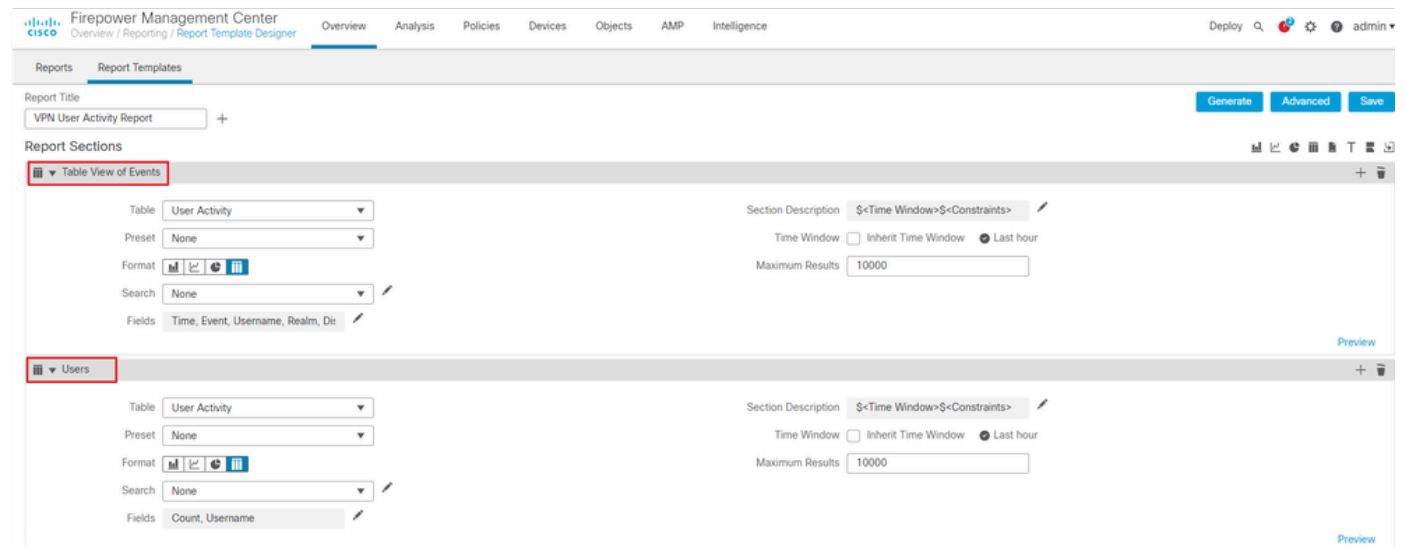 CISCO
Firepower Management Center
Overview / Reporting / Report Template Designer
Overview Analysis Policies Devices Objects AMP Intelligence
Deploy 2 admin
Reports Report Templates
Report Title
VPN User Activity Report +
Generate Advanced Save
Report Sections
T
Table View of Events +
Table User Activity
Section Description $<Time Window>$<Constraints>
Preset None
Time Window Inherit Time Window Last hour
Format
Maximum Results 10000
Search None
Fields Time, Event, Username, Realm, Dis
Preview
Users +
Table User Activity
Section Description $<Time Window>$<Constraints>
Preset None
Time Window Inherit Time Window Last hour
Format
Maximum Results 10000
Search None
Fields Count, Username
Preview